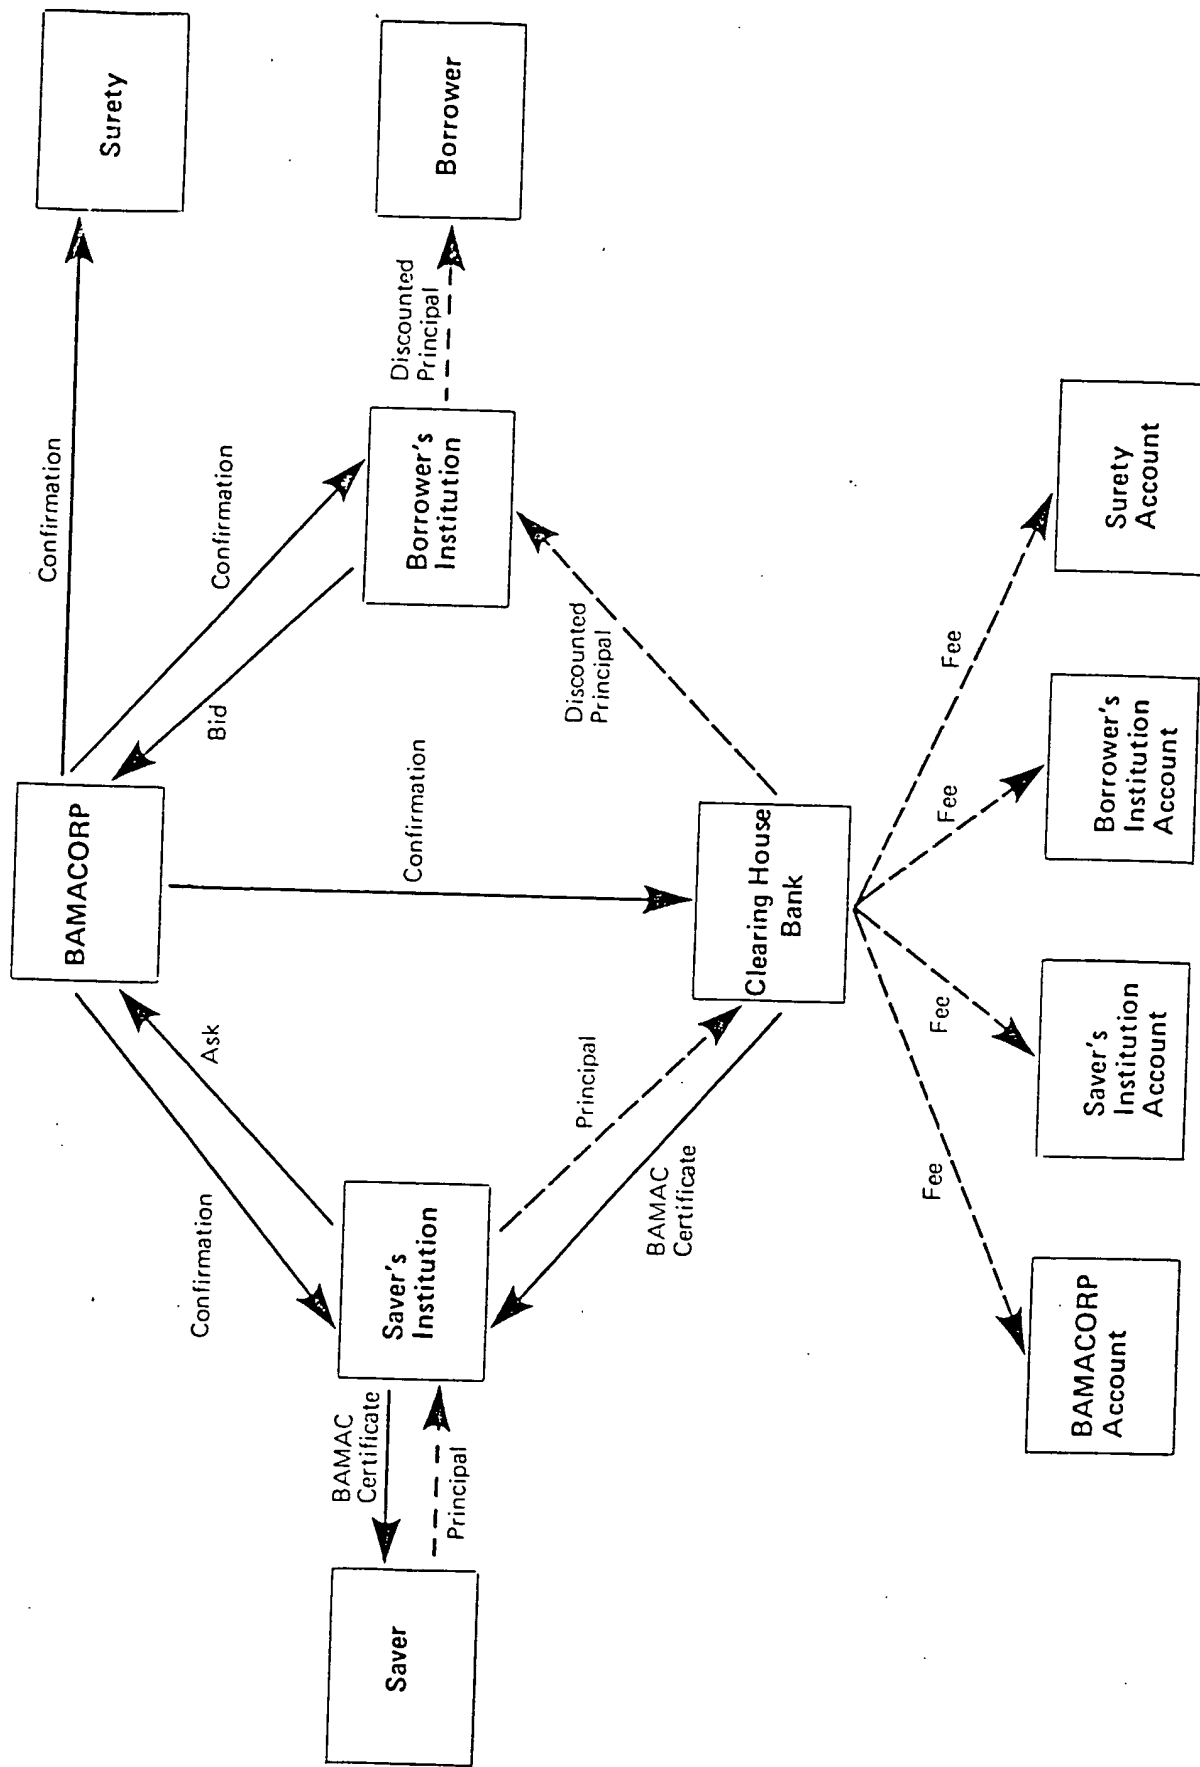 Surety
Confirmation
BAMACORP
Confirmation
Bid
Ask
Confirmation
Borrower
Discounted
Principal
Borrower's
Institution
Confirmation
Saver's
Institution
BAMAC
Certificate
Principal
Saver
Discounted
Principal
Principal
BAMAC
Certificate
Clearing House
Bank
Fee
Fee
Fee
Fee
BAMACORP
Account
Saver's
Institution
Account
Borrower's
Institution
Account
Surety
Account